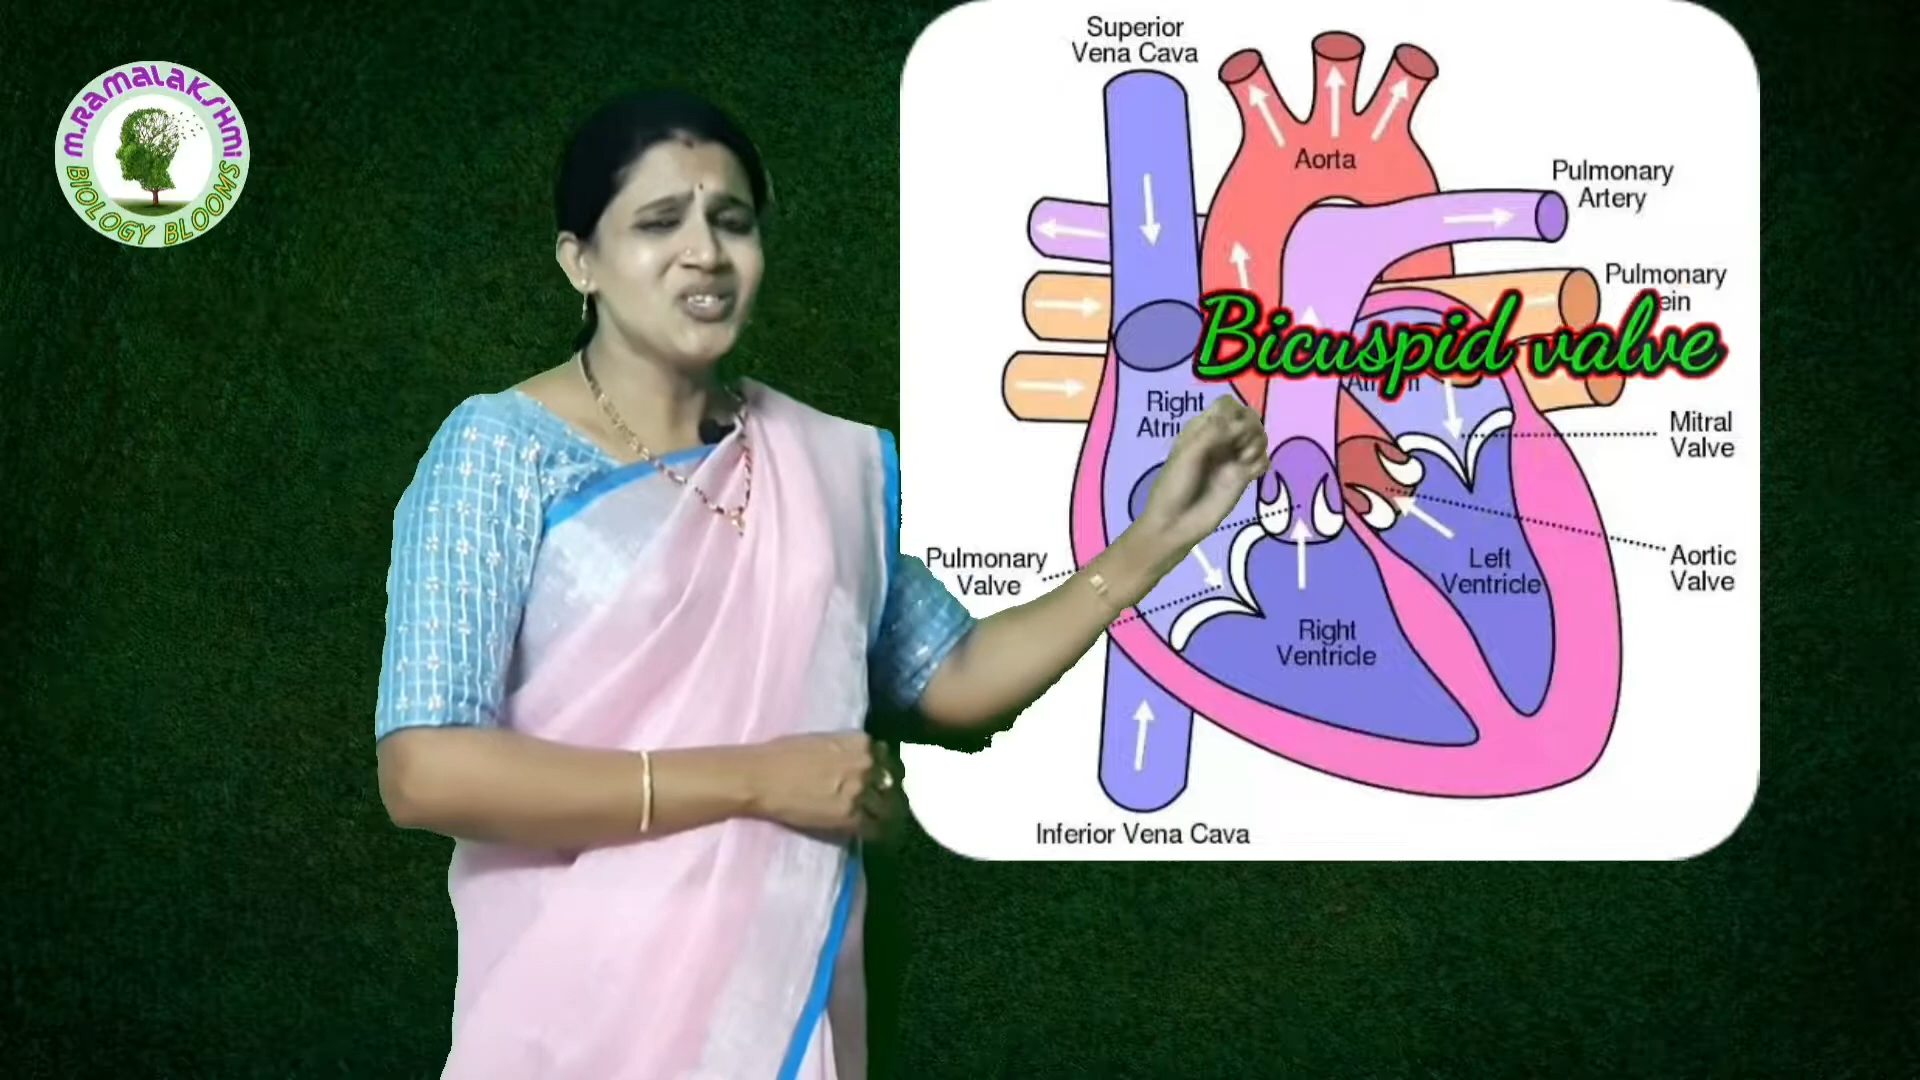 M.RAMALAKSHMI
BIOLOGY BLOOMS
Superior
Vena Cava
Aorta
Pulmonary
Artery
Pulmonary
Bicuspid valve
Right
Mitral
Valve
Pulmonary
Valve
Left
Ventricle
Aortic
Valve
Right
Ventricle
Inferior Vena Cava